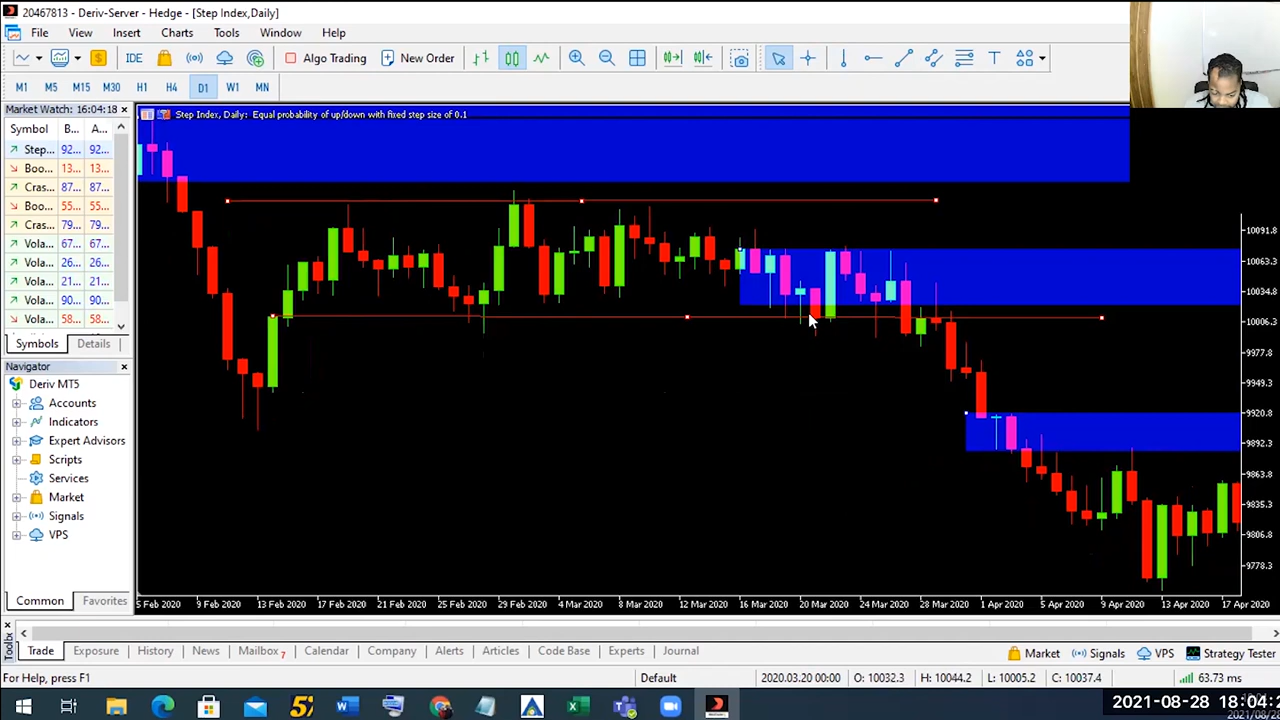 20467813 - Deriv-Server - Hedge - [Step Index,Daily]
File View Insert Charts Tools Window Help
IDE Algo Trading New Order
M1 M5 M15 M30 H1 H4 D1 W1 MN
Market Watch: 16:04:18
Symbol B... A...
Step... 92... 92...
Boo... 13... 13...
Cras... 87... 87...
Boo... 55... 55...
Cras... 79... 79...
Vola... 67... 67...
Vola... 26... 26...
Vola... 21... 21...
Vola... 90... 90...
Vola... 58... 58...
Symbols Details
Navigator
Deriv MT5
Accounts
Indicators
Expert Advisors
Scripts
Services
Market
Signals
VPS
Common Favorites
Step Index, Daily: Equal probability of up/down with fixed step size of 0.1
10091.8
10063.3
10034.8
10006.3
9977.8
9949.3
9920.8
9892.3
9863.8
9835.3
9806.8
9778.3
5 Feb 2020 9 Feb 2020 13 Feb 2020 17 Feb 2020 21 Feb 2020 25 Feb 2020 29 Feb 2020 4 Mar 2020 8 Mar 2020 12 Mar 2020 16 Mar 2020 20 Mar 2020 24 Mar 2020 28 Mar 2020 1 Apr 2020 5 Apr 2020 9 Apr 2020 13 Apr 2020 17 Apr 2020
Toolbox
Trade Exposure History News Mailbox 7 Calendar Company Alerts Articles Code Base Experts Journal
Market Signals VPS Strategy Tester
For Help, press F1 Default 2020.03.20 00:00 O: 10032.3 H: 10044.2 L: 10005.2 C: 10037.4 63.73 ms
2021-08-28 18:04:2